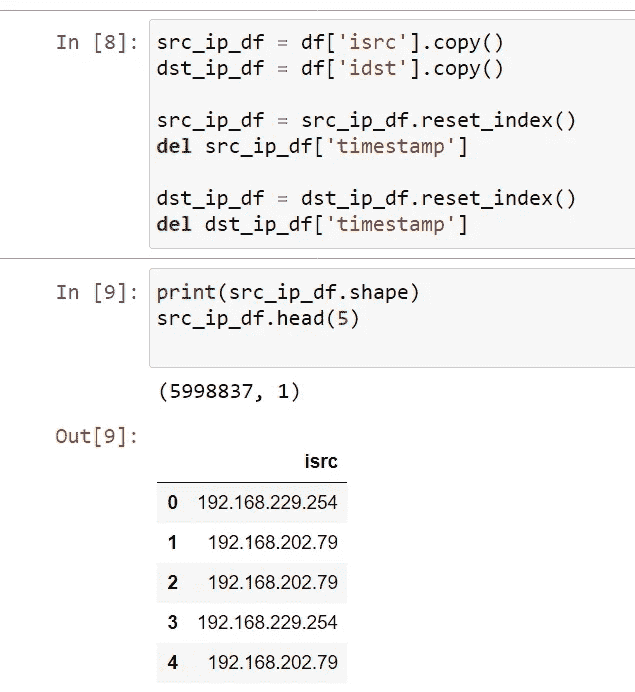 In [8]: src_ip_df = df['isrc'].copy()
dst_ip_df = df['idst'].copy()
src_ip_df = src_ip_df.reset_index()
del src_ip_df['timestamp']
dst_ip_df = dst_ip_df.reset_index()
del dst_ip_df['timestamp']
In [9]: print(src_ip_df.shape)
src_ip_df.head(5)
(5998837, 1)
Out[9]:
isrc
0 192.168.229.254
1 192.168.202.79
2 192.168.202.79
3 192.168.229.254
4 192.168.202.79